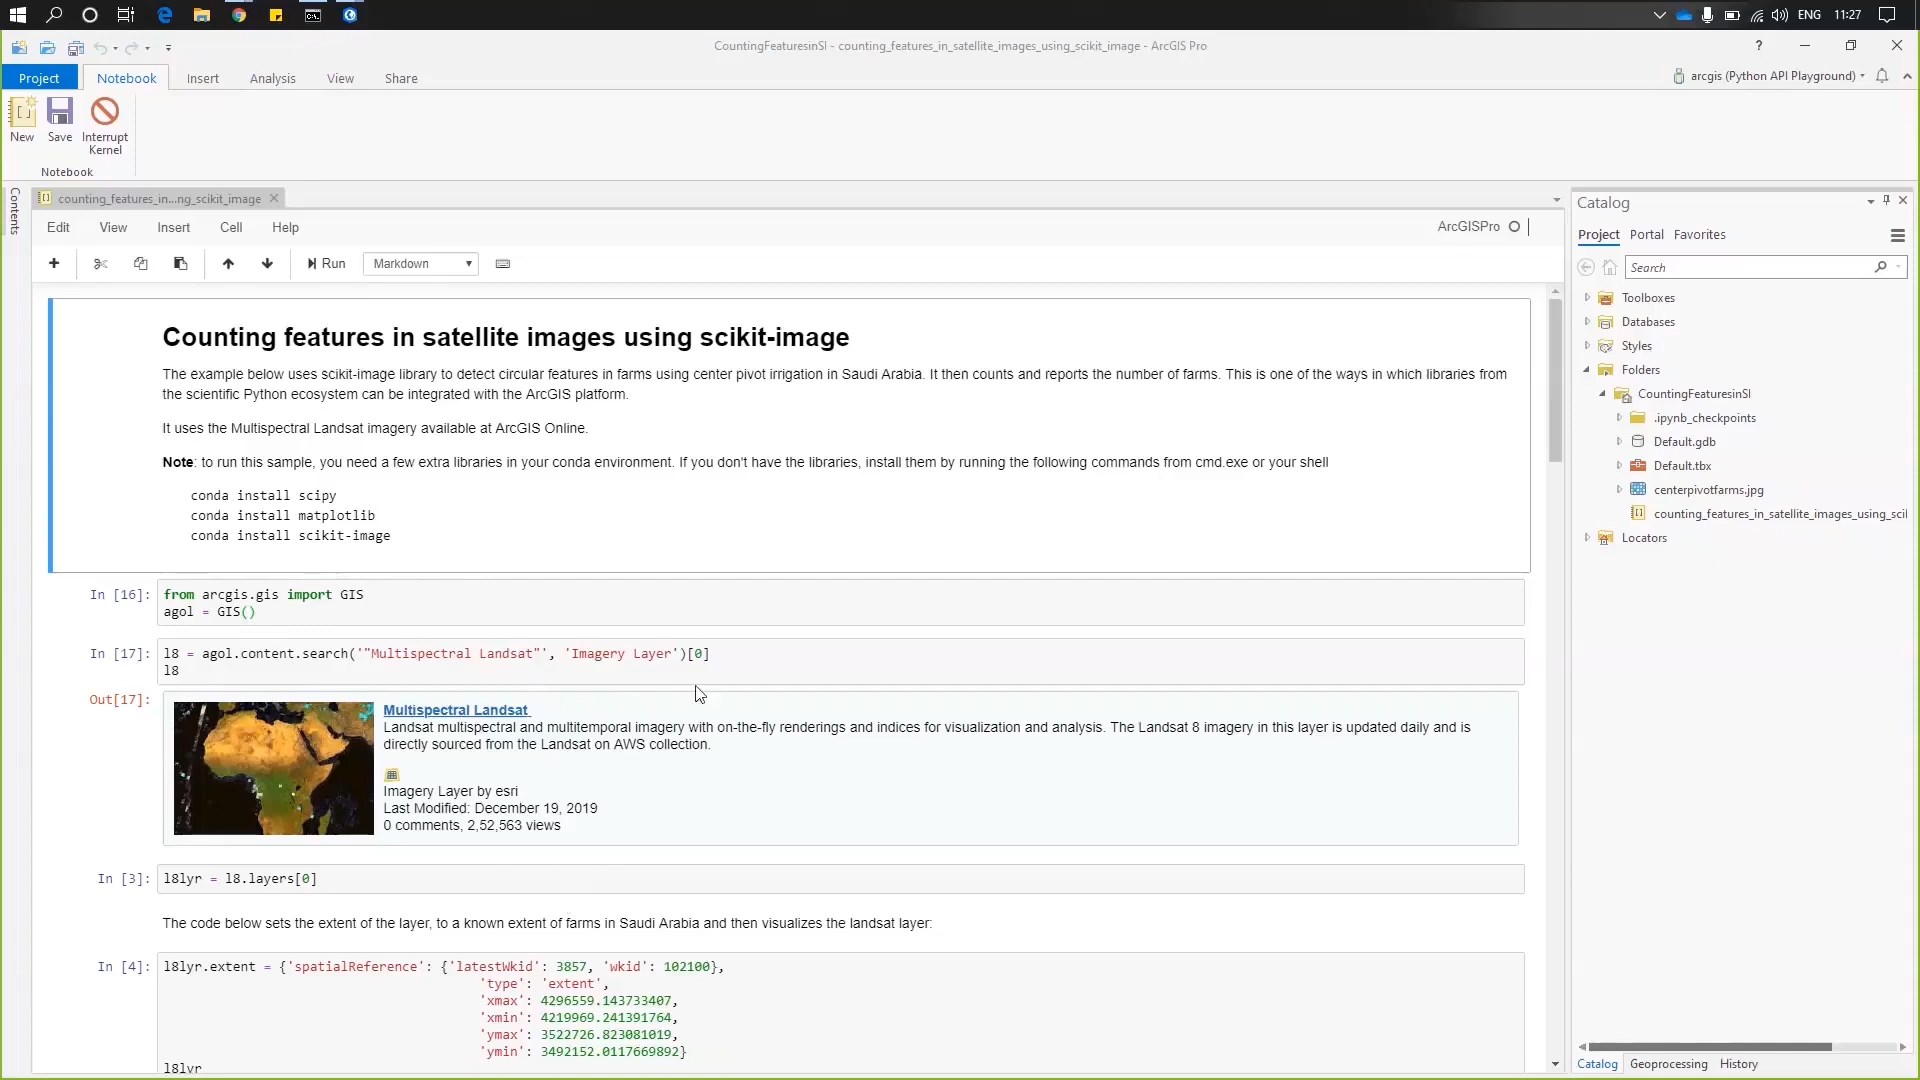 ENG
11:27
CountingFeaturesinSI - counting_features_in_satellite_images_using_scikit_image - ArcGIS Pro
?
Project
Notebook
Insert
Analysis
View
Share
arcgis (Python API Playground)
New
Save
Interrupt
Kernel
Notebook
Contents
counting_features_in...ng_scikit_image
Edit
View
Insert
Cell
Help
ArcGISPro
Run
Markdown
Counting features in satellite images using scikit-image
The example below uses scikit-image library to detect circular features in farms using center pivot irrigation in Saudi Arabia. It then counts and reports the number of farms. This is one of the ways in which libraries from
the scientific Python ecosystem can be integrated with the ArcGIS platform.
It uses the Multispectral Landsat imagery available at ArcGIS Online.
Note: to run this sample, you need a few extra libraries in your conda environment. If you don't have the libraries, install them by running the following commands from cmd.exe or your shell
conda install scipy
conda install matplotlib
conda install scikit-image
In [16]:
from arcgis.gis import GIS
agol = GIS()
In [17]:
l8 = agol.content.search('"Multispectral Landsat"', 'Imagery Layer')[0]
l8
Out[17]:
Multispectral Landsat
Landsat multispectral and multitemporal imagery with on-the-fly renderings and indices for visualization and analysis. The Landsat 8 imagery in this layer is updated daily and is
directly sourced from the Landsat on AWS collection.
Imagery Layer by esri
Last Modified: December 19, 2019
0 comments, 2,52,563 views
In [3]:
l8lyr = l8.layers[0]
The code below sets the extent of the layer, to a known extent of farms in Saudi Arabia and then visualizes the landsat layer:
In [4]:
l8lyr.extent = {'spatialReference': {'latestWkid': 3857, 'wkid': 102100},
'type': 'extent',
'xmax': 4296559.143733407,
'xmin': 4219969.241391764,
'ymax': 3522726.823081019,
'ymin': 3492152.0117669892}
l8lyr
Catalog
Project
Portal
Favorites
Search
Toolboxes
Databases
Styles
Folders
CountingFeaturesinSI
.ipynb_checkpoints
Default.gdb
Default.tbx
centerpivotfarms.jpg
counting_features_in_satellite_images_using_sci
Locators
Catalog
Geoprocessing
History